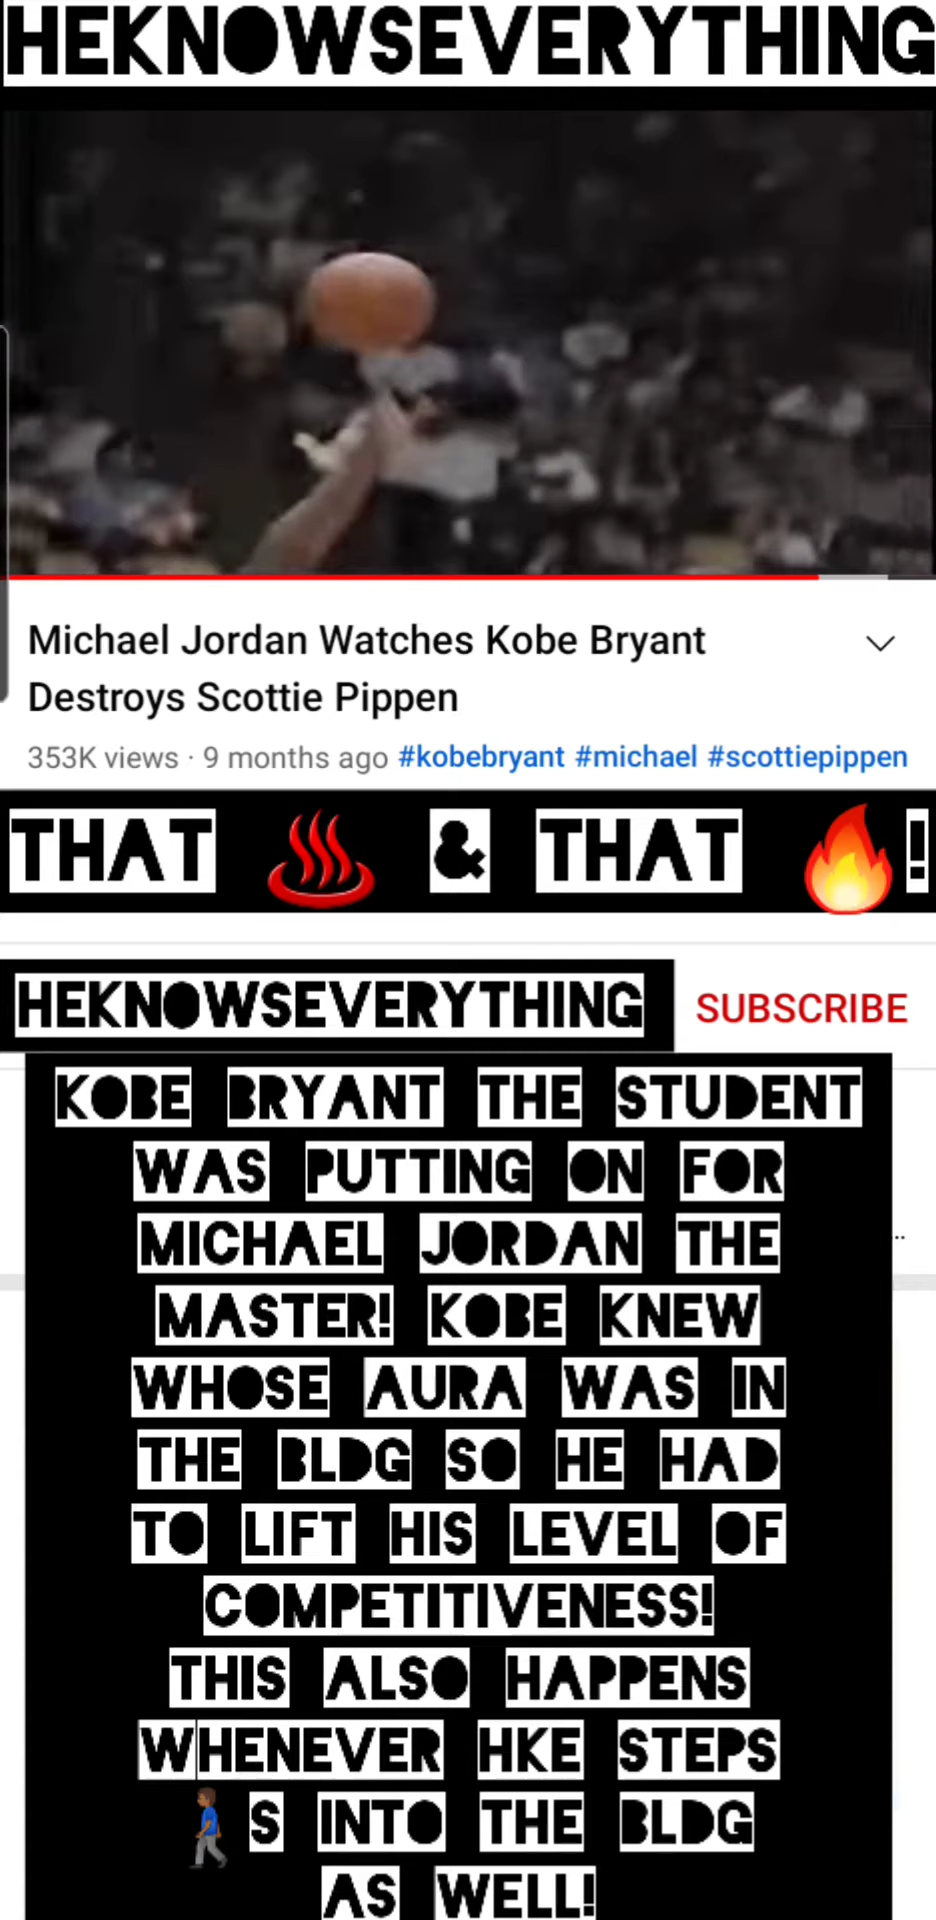 HEKNOWSEVERYTHING
Michael Jordan Watches Kobe Bryant
Destroys Scottie Pippen
353K views · 9 months ago #kobebryant #michael #scottiepippen
THAT ♨️ & THAT 🔥!
HEKNOWSEVERYTHING SUBSCRIBE
KOBE BRYANT THE STUDENT
WAS PUTTING ON FOR
MICHAEL JORDAN THE
MASTER! KOBE KNEW
WHOSE AURA WAS IN
THE BLDG SO HE HAD
TO LIFT HIS LEVEL OF
COMPETITIVENESS!
THIS ALSO HAPPENS
WHENEVER HKE STEPS
🚶🏾S INTO THE BLDG
AS WELL!